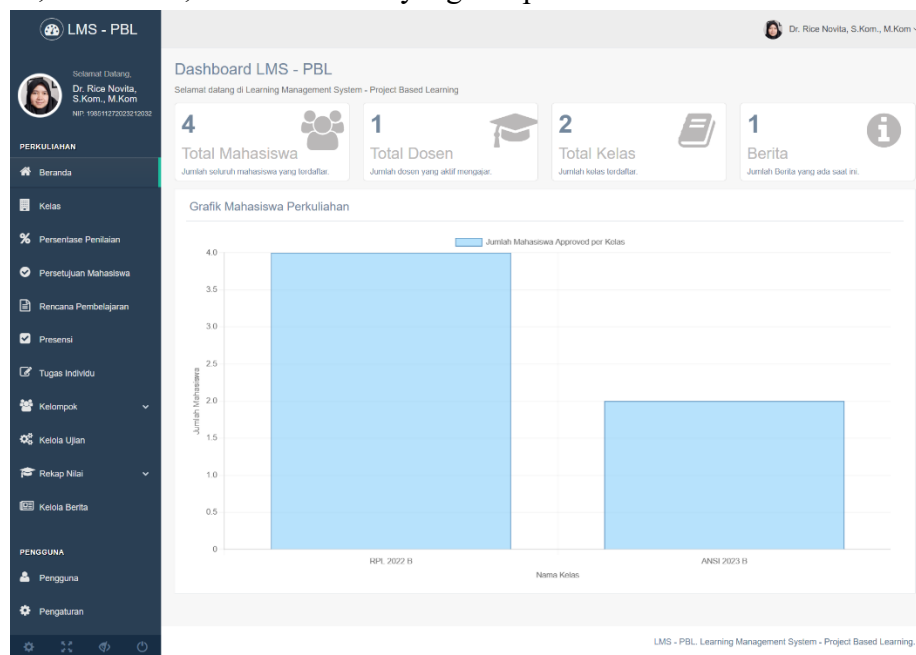 LMS - PBL
Dr. Rice Novita, S.Kom., M.Kom
Selamat Datang,
Dr. Rice Novita,
S.Kom., M.Kom
NIP. 198511272023212032
PERKULIAHAN
Beranda
Kelas
Persentase Penilaian
Persetujuan Mahasiswa
Rencana Pembelajaran
Presensi
Tugas Individu
Kelompok
Kelola Ujian
Rekap Nilai
Kelola Berita
PENGGUNA
Pengguna
Pengaturan
Dashboard LMS - PBL
Selamat datang di Learning Management System - Project Based Learning
4
Total Mahasiswa
Jumlah seluruh mahasiswa yang terdaftar.
1
Total Dosen
Jumlah dosen yang aktif mengajar.
2
Total Kelas
Jumlah kelas terdaftar.
1
Berita
Jumlah Berita yang ada saat ini.
Grafik Mahasiswa Perkuliahan
Jumlah Mahasiswa Approved per Kelas
4.0
3.5
3.0
2.5
2.0
1.5
1.0
0.5
0
Jumlah Mahasiswa
RPL 2022 B
ANSI 2023 B
Nama Kelas
LMS - PBL. Learning Management System - Project Based Learning.